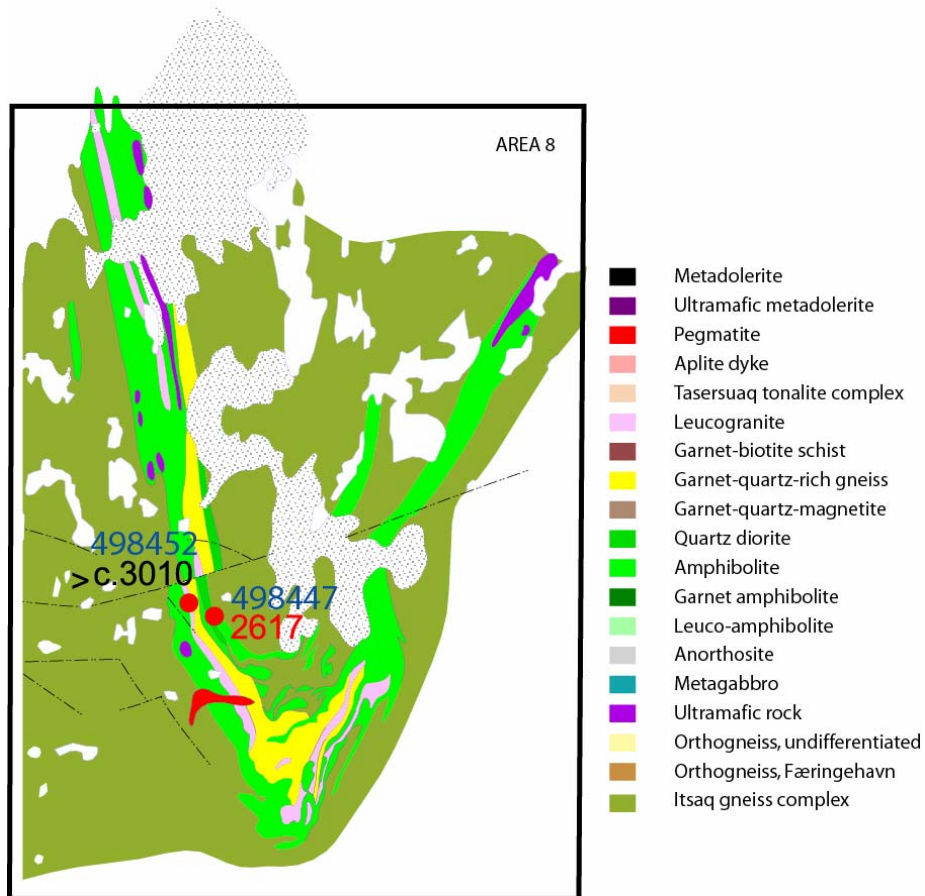 AREA 8
498452
>c.3010
498447
2617
Metadolerite
Ultramafic metadolerite
Pegmatite
Aplite dyke
Tasersuaq tonalite complex
Leucogranite
Garnet-biotite schist
Garnet-quartz-rich gneiss
Garnet-quartz-magnetite
Quartz diorite
Amphibolite
Garnet amphibolite
Leuco-amphibolite
Anorthosite
Metagabbro
Ultramafic rock
Orthogneiss, undifferentiated
Orthogneiss, Færingehavn
Itsaq gneiss complex